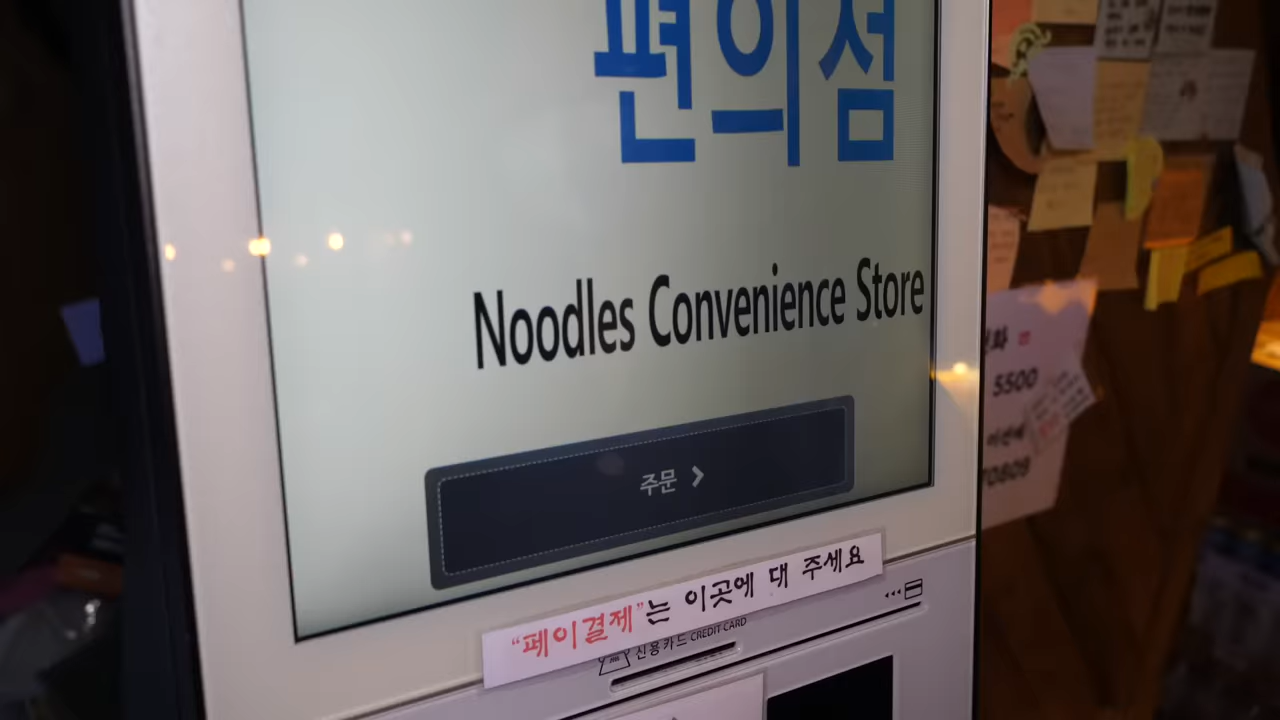 편의점
Noodles Convenience Store
주문
"페이결제"는 이곳에 대 주세요
신용카드 CREDIT CARD
5500